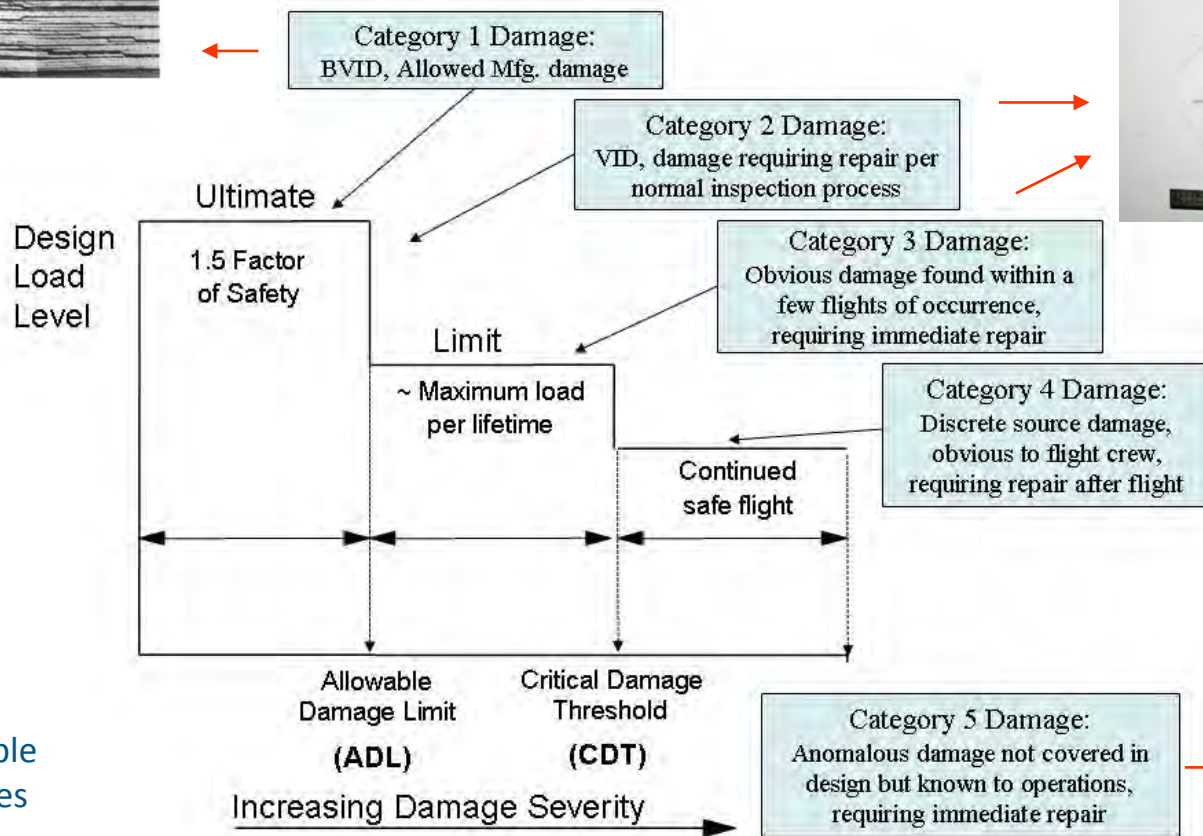 Category 1 Damage:
BVID, Allowed Mfg. damage
Category 2 Damage:
VID, damage requiring repair per
normal inspection process
Ultimate
Design
Load
Level
1.5 Factor
of Safety
Category 3 Damage:
Obvious damage found within a
few flights of occurrence,
requiring immediate repair
Limit
~ Maximum load
per lifetime
Category 4 Damage:
Discrete source damage,
obvious to flight crew,
requiring repair after flight
Continued
safe flight
Allowable
Damage Limit
(ADL)
Critical Damage
Threshold
(CDT)
Category 5 Damage:
Anomalous damage not covered in
design but known to operations,
requiring immediate repair
Increasing Damage Severity